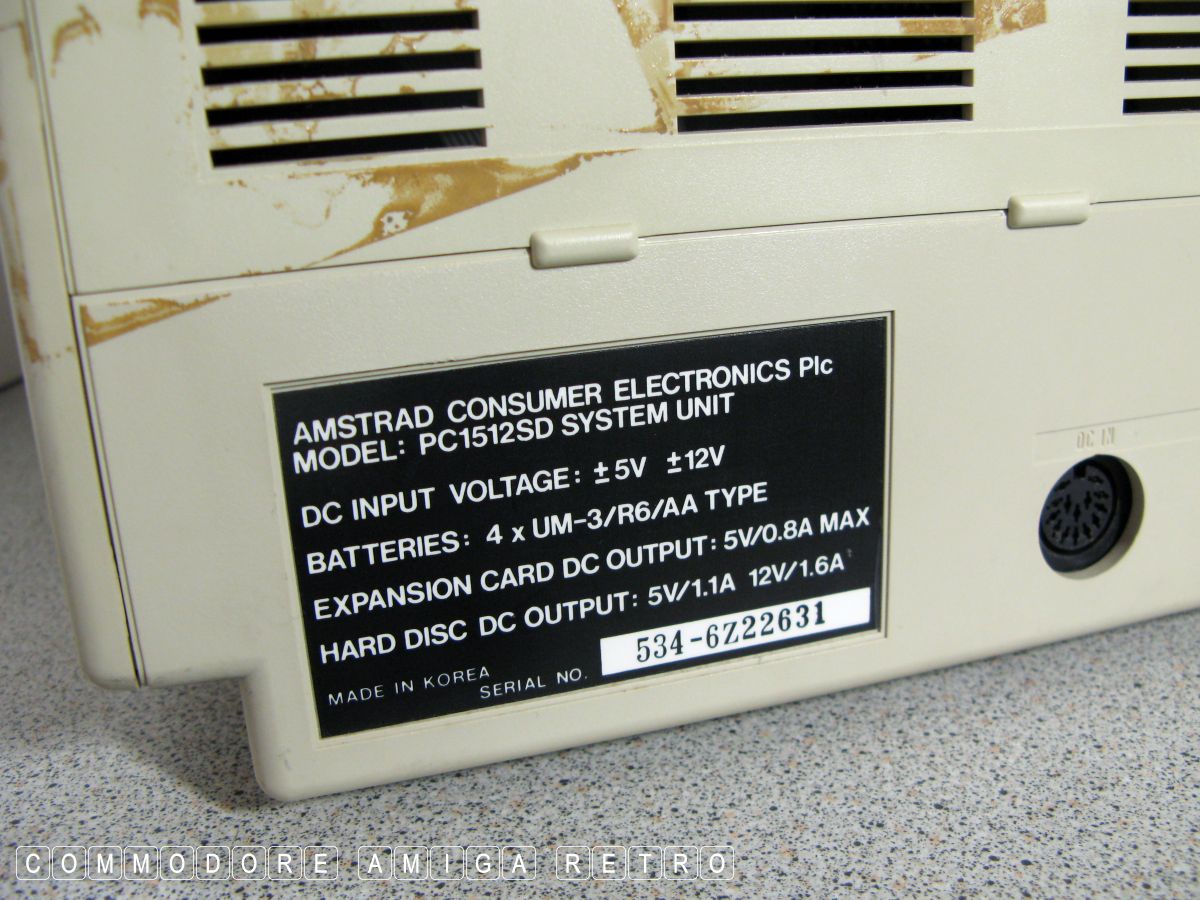 AMSTRAD CONSUMER ELECTRONICS Plc
MODEL: PC1512SD SYSTEM UNIT
DC INPUT VOLTAGE: ±5V ±12V
BATTERIES: 4 x UM-3/R6/AA TYPE
EXPANSION CARD DC OUTPUT: 5V/0.8A MAX
HARD DISC DC OUTPUT: 5V/1.1A 12V/1.6A
MADE IN KOREA
SERIAL NO. 534-6Z22631
DC IN
COMMODORE AMIGA RETRO